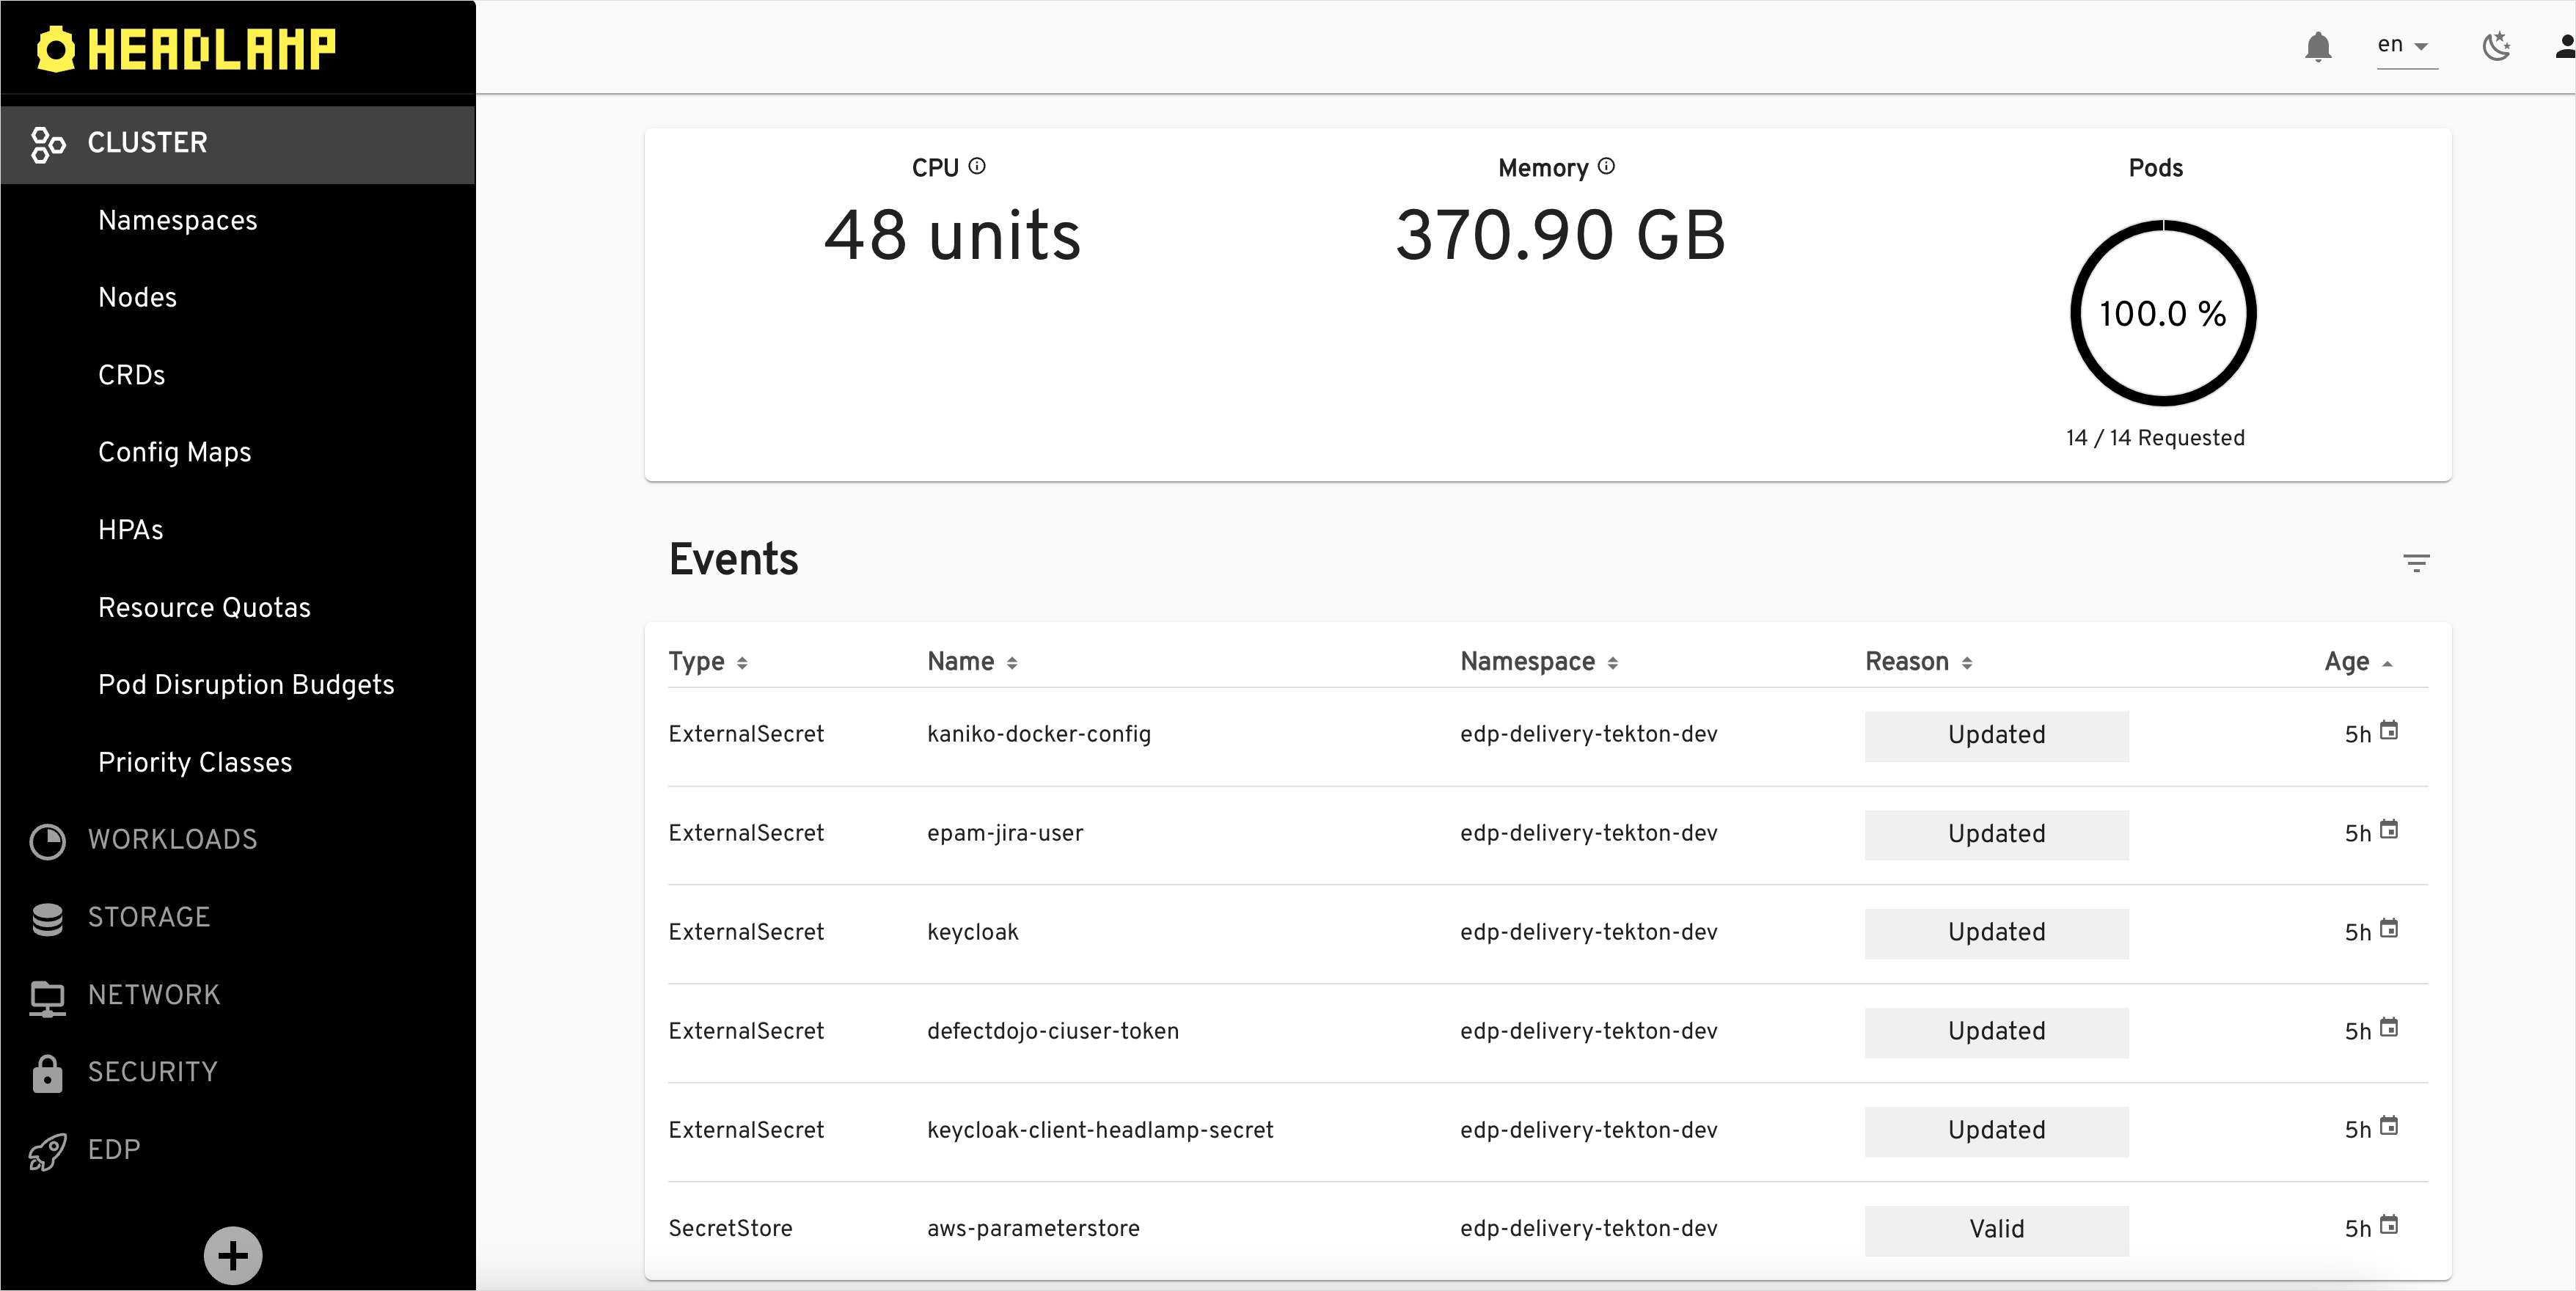 HEADLAMP
en
CLUSTER
Namespaces
Nodes
CRDs
Config Maps
HPAs
Resource Quotas
Pod Disruption Budgets
Priority Classes
WORKLOADS
STORAGE
NETWORK
SECURITY
EDP
CPU
48 units
Memory
370.90 GB
Pods
100.0 %
14 / 14 Requested
Events
Type Name Namespace Reason Age
ExternalSecret kaniko-docker-config edp-delivery-tekton-dev Updated 5h
ExternalSecret epam-jira-user edp-delivery-tekton-dev Updated 5h
ExternalSecret keycloak edp-delivery-tekton-dev Updated 5h
ExternalSecret defectdojo-ciuser-token edp-delivery-tekton-dev Updated 5h
ExternalSecret keycloak-client-headlamp-secret edp-delivery-tekton-dev Updated 5h
SecretStore aws-parameterstore edp-delivery-tekton-dev Valid 5h